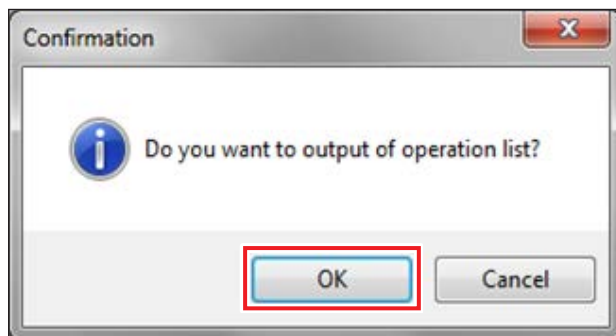 Confirmation
Do you want to output of operation list?
OK
Cancel